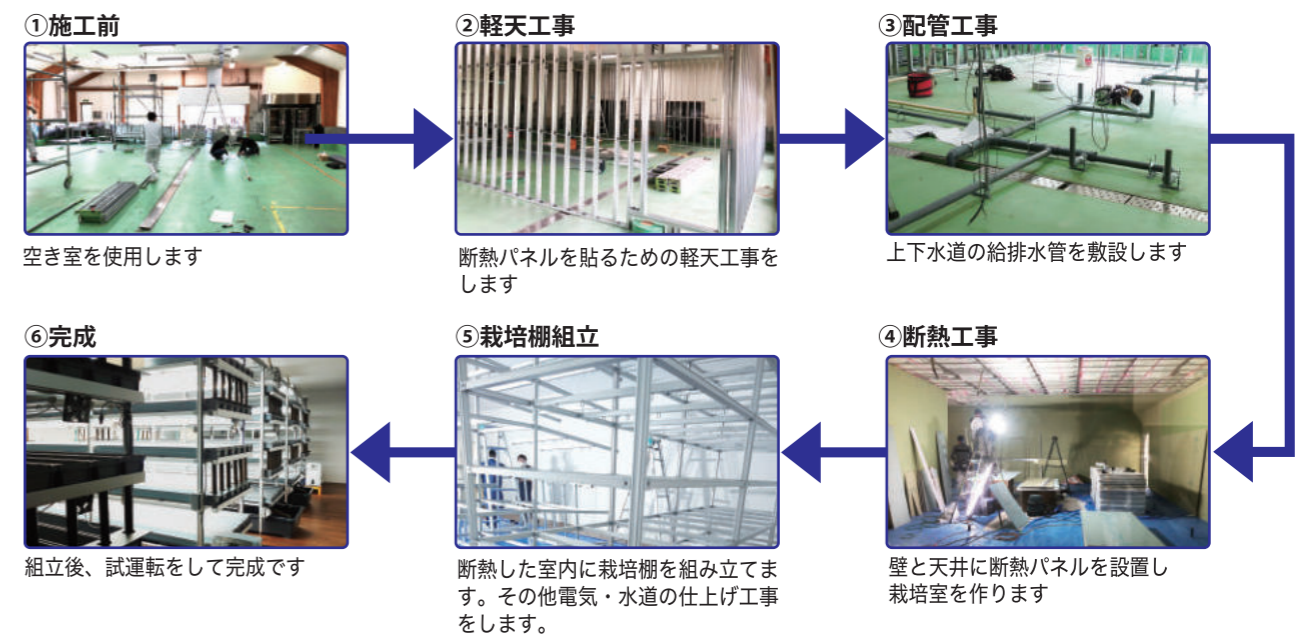 ①施工前
空き室を使用します
②軽天工事
断熱パネルを貼るための軽天工事を
します
③配管工事
上下水道の給排水管を敷設します
④断熱工事
壁と天井に断熱パネルを設置し
栽培室を作ります
⑤栽培棚組立
断熱した室内に栽培棚を組み立てま
す。その他電気・水道の仕上げ工事
をします。
⑥完成
組立後、試運転をして完成です